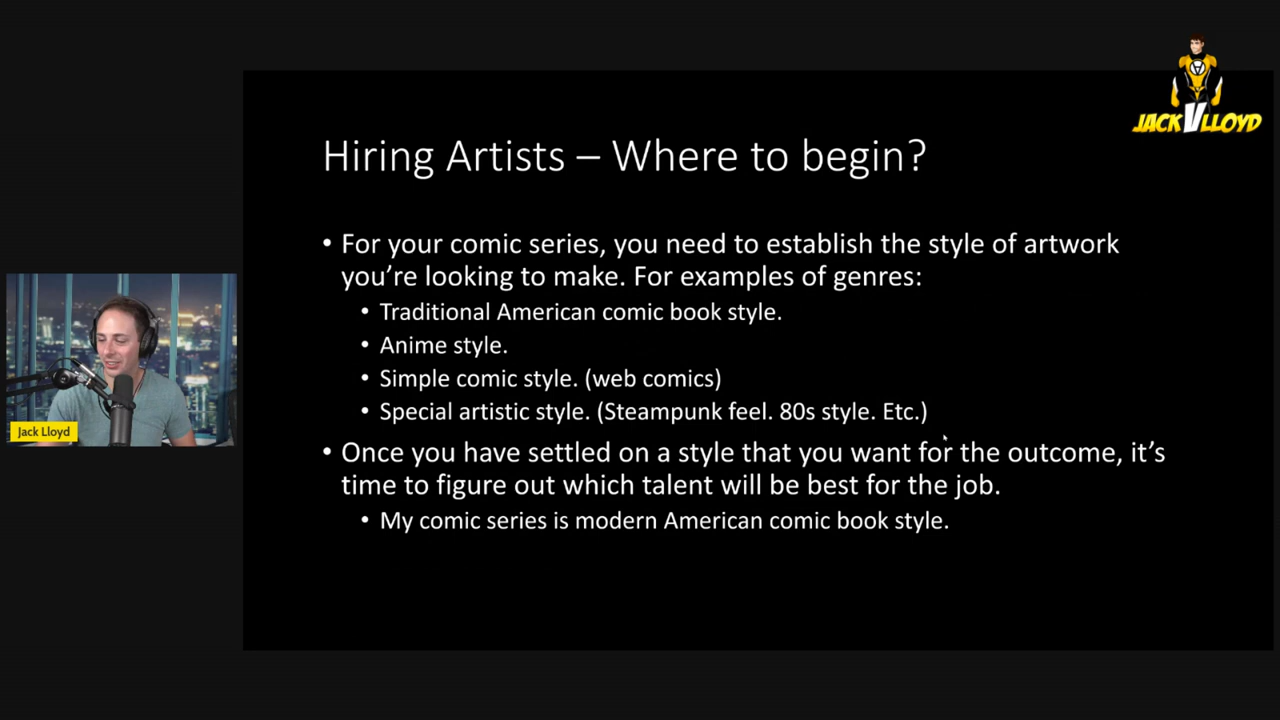 JACK V LLOYD
Hiring Artists – Where to begin?
• For your comic series, you need to establish the style of artwork
you're looking to make. For examples of genres:
• Traditional American comic book style.
• Anime style.
• Simple comic style. (web comics)
• Special artistic style. (Steampunk feel. 80s style. Etc.)
• Once you have settled on a style that you want for the outcome, it's
time to figure out which talent will be best for the job.
• My comic series is modern American comic book style.
Jack Lloyd